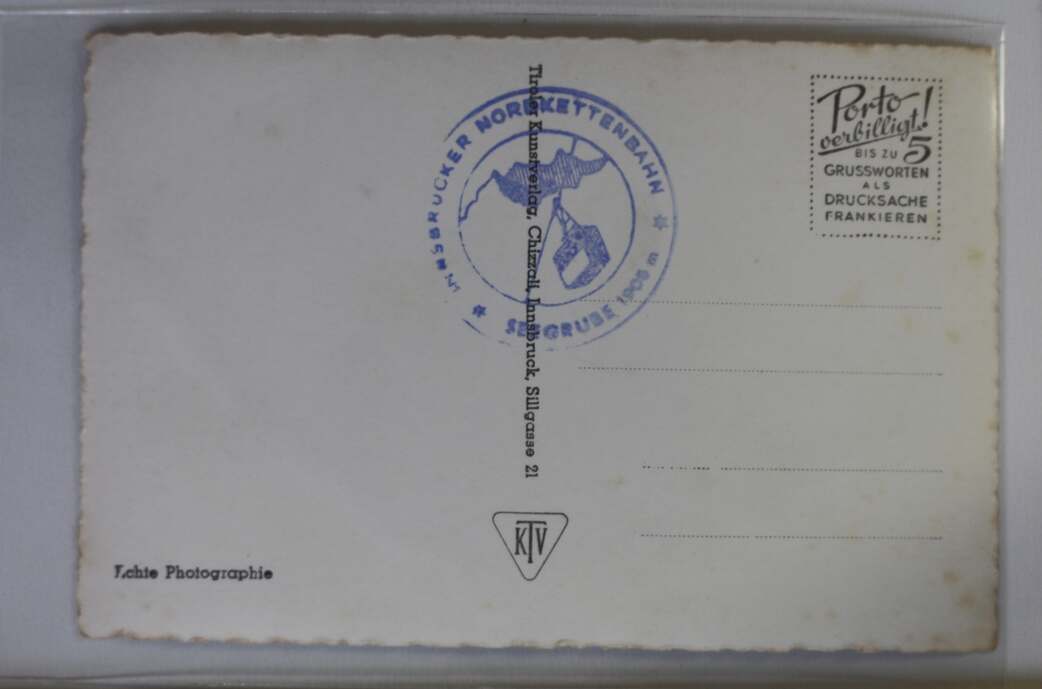 Tiroler Kunstverlag, Chizzali, Innsbruck, Sillgasse 21
INNSBRUCKER NORDKETTENBAHN
* SEEGRUBE 1905 m *
Porto
verbilligt!
BIS ZU 5
GRUSSWORTEN
ALS
DRUCKSACHE
FRANKIEREN
KTV
Echte Photographie